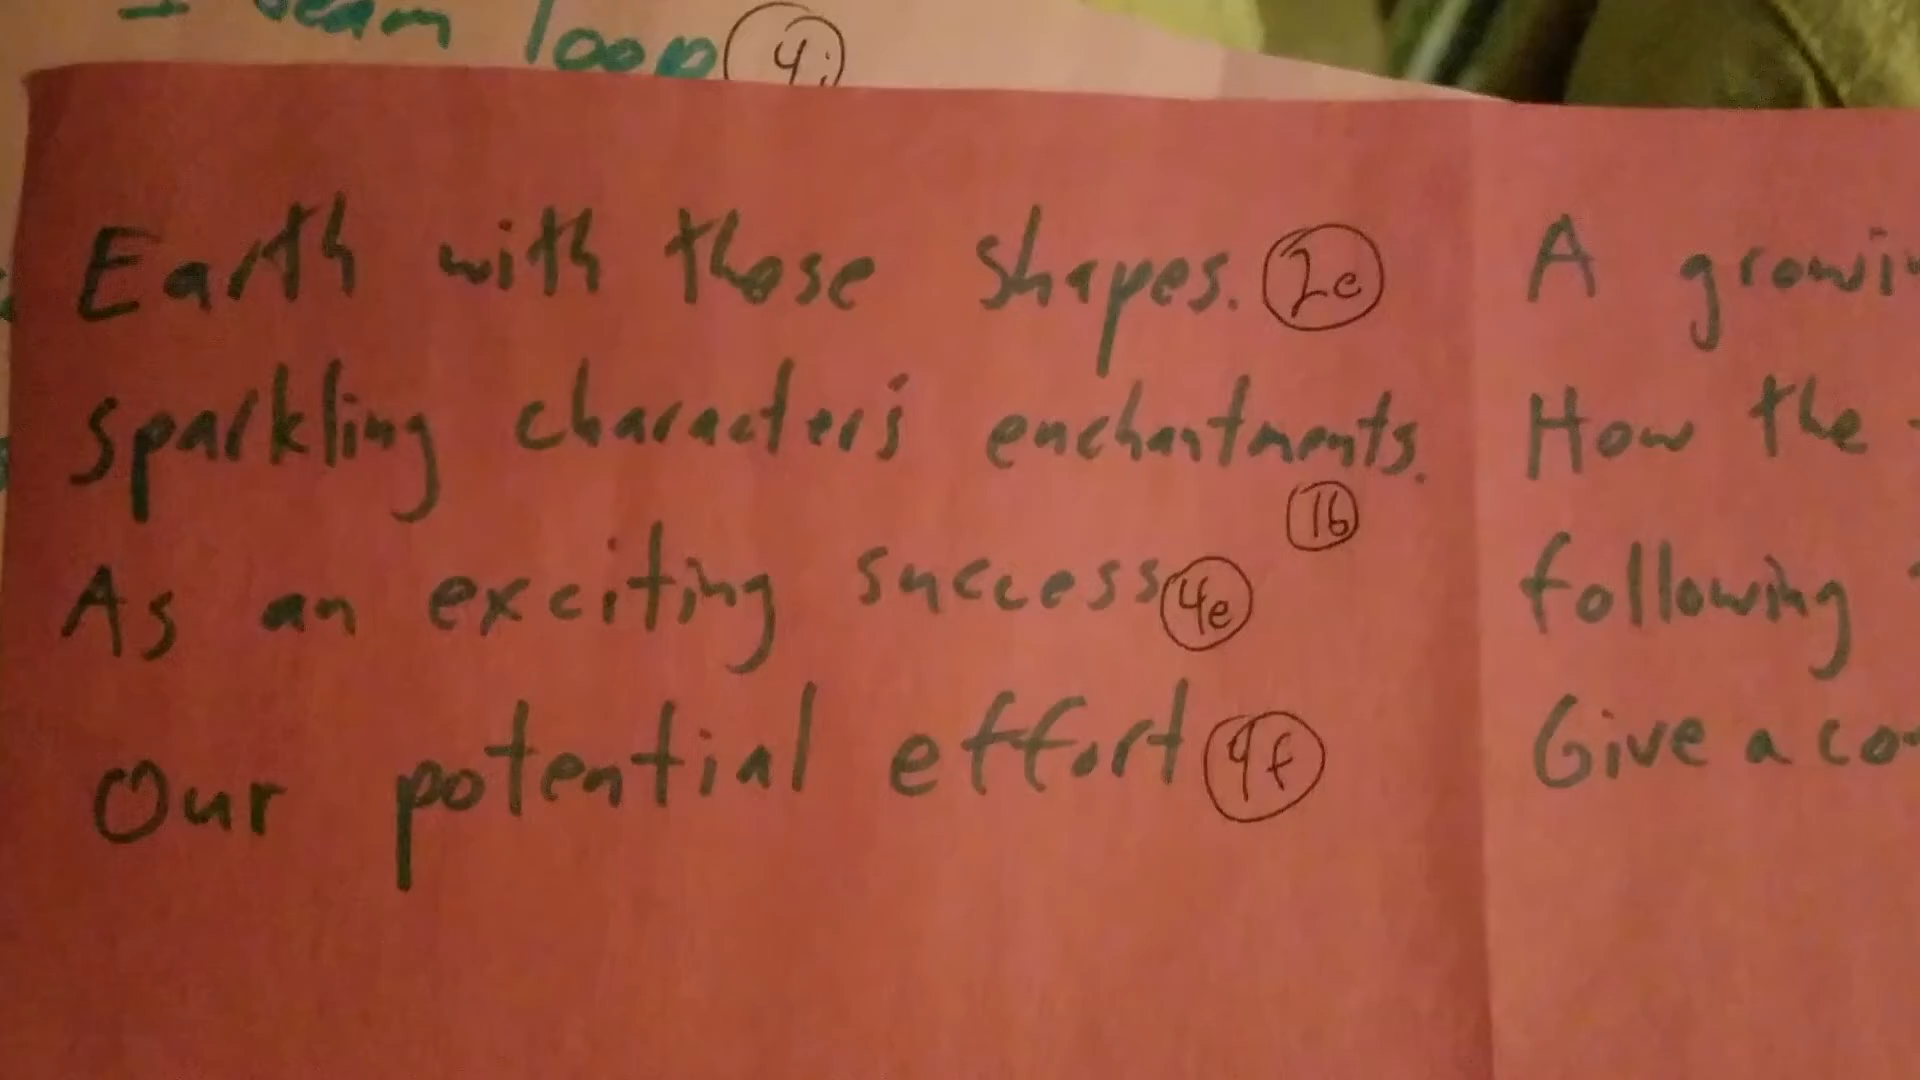 beam loop 4i
Earth with those shapes. 2e
Sparkling character's enchantments.
1b
As an exciting success 4e
Our potential effort 4f
A
How the
following
Give a